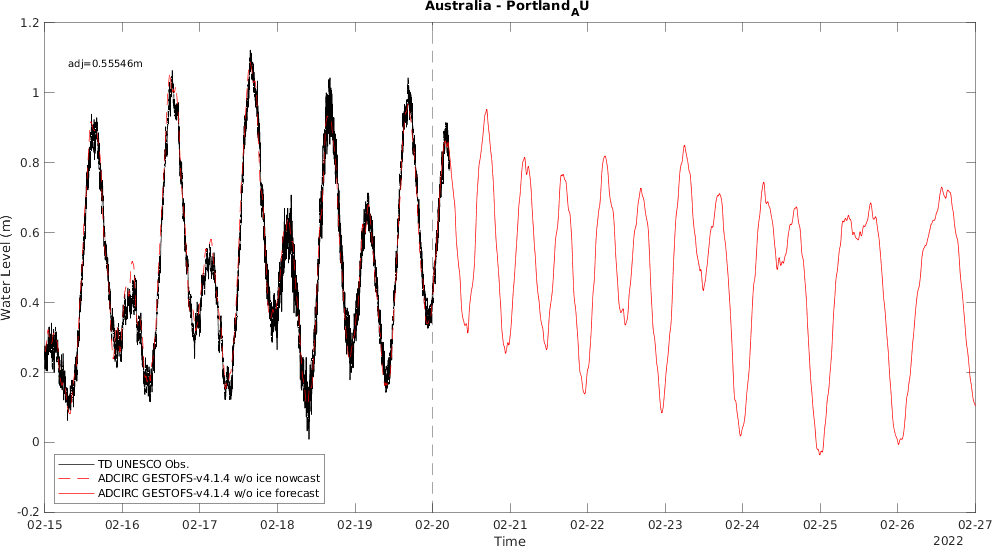 Australia - Portland_AU
adj=0.55546m
Water Level (m)
1.2
1
0.8
0.6
0.4
0.2
0
-0.2
TD UNESCO Obs.
ADCIRC GESTOFS-v4.1.4 w/o ice nowcast
ADCIRC GESTOFS-v4.1.4 w/o ice forecast
02-15 02-16 02-17 02-18 02-19 02-20 02-21 02-22 02-23 02-24 02-25 02-26 02-27
Time
2022